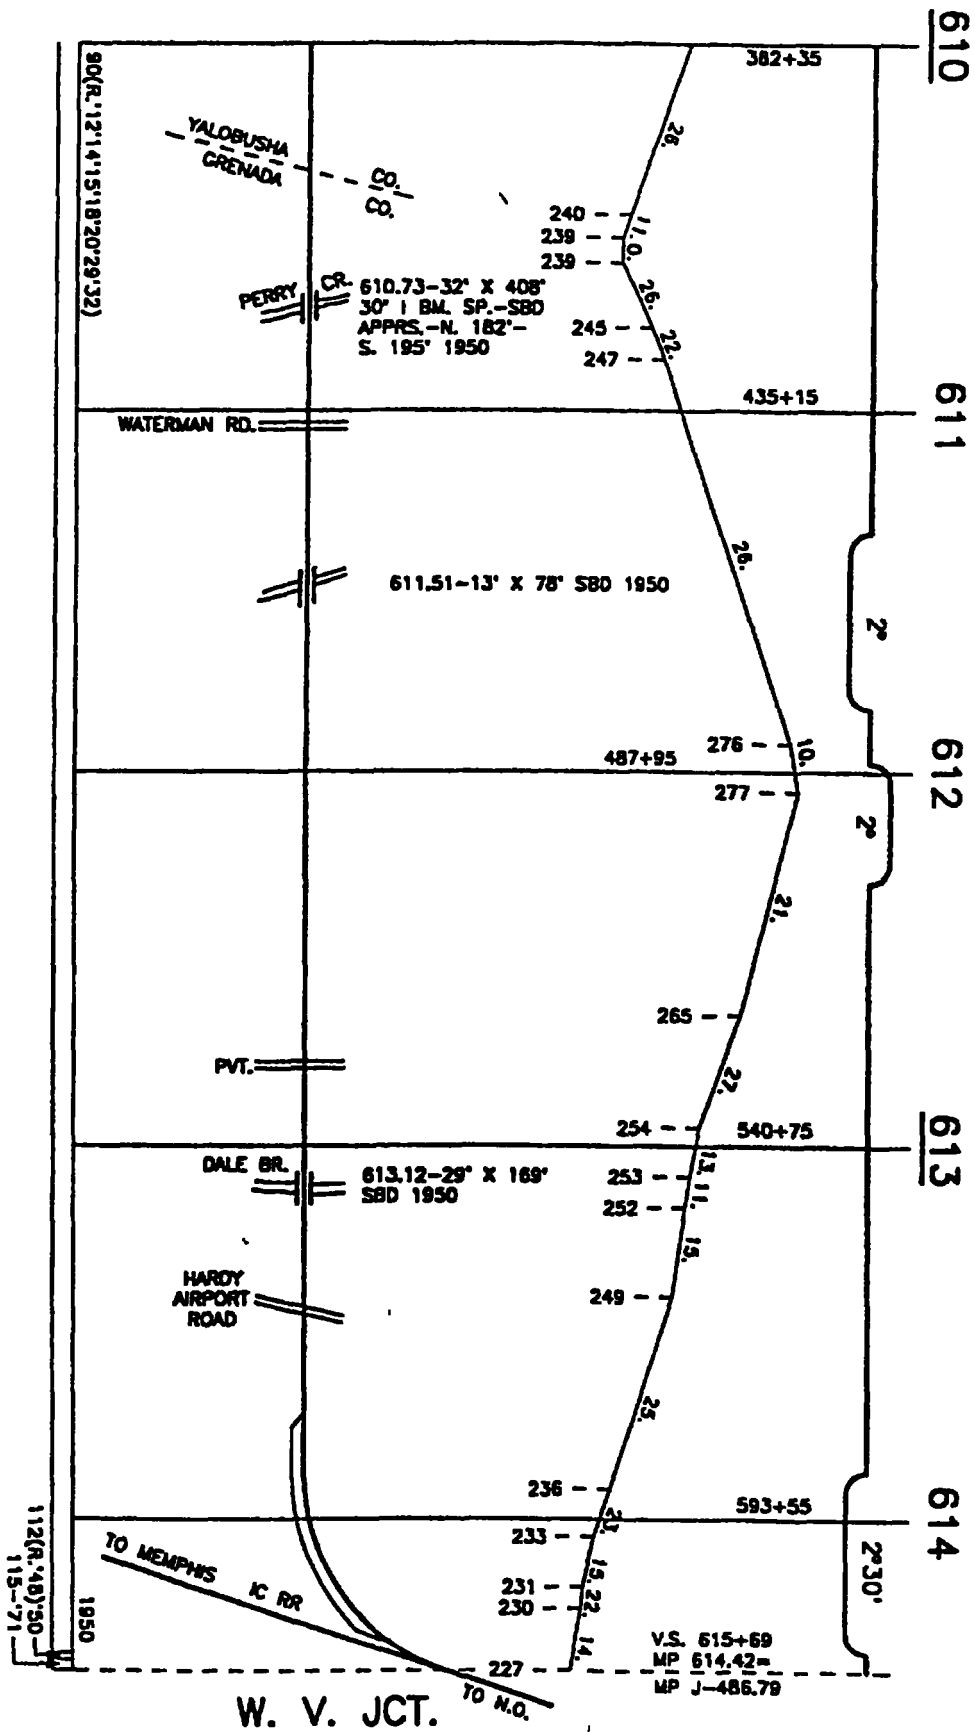 610
382+35
90(R.'12'14'15'18'20'29'32)
YALOBUSHA CO.
GRENADA CO.
26.
240
11.
239
0.
239
PERRY CR.
610.73-32' X 408'
30' I BM. SP.-SBD
APPRS.-N. 182'-
S. 195' 1950
26.
245
22.
247
611
435+15
WATERMAN RD.
26.
611.51-13' X 78' SBD 1950
2°
276
10.
612
487+95
277
2°
21.
265
PVT.
27.
254
613
540+75
DALE BR.
613.12-29' X 169'
SBD 1950
13.
253
11.
252
15.
249
HARDY
AIRPORT
ROAD
25.
236
614
593+55
23.
233
2°30'
15.
231
22.
230
14.
TO MEMPHIS IC RR
112(R.'48)'50
115-'71
1950
V.S. 615+69
MP 614.42=
MP J-486.79
227
TO N.O.
W. V. JCT.